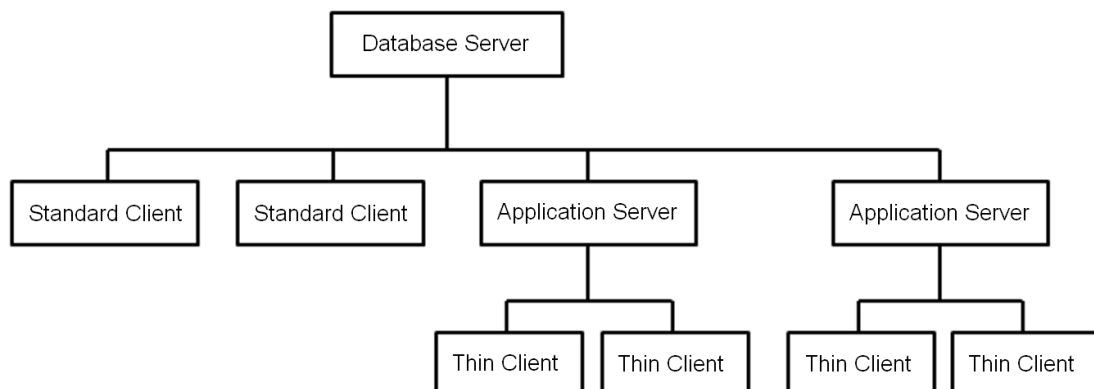 Database Server
Standard Client
Standard Client
Application Server
Application Server
Thin Client
Thin Client
Thin Client
Thin Client